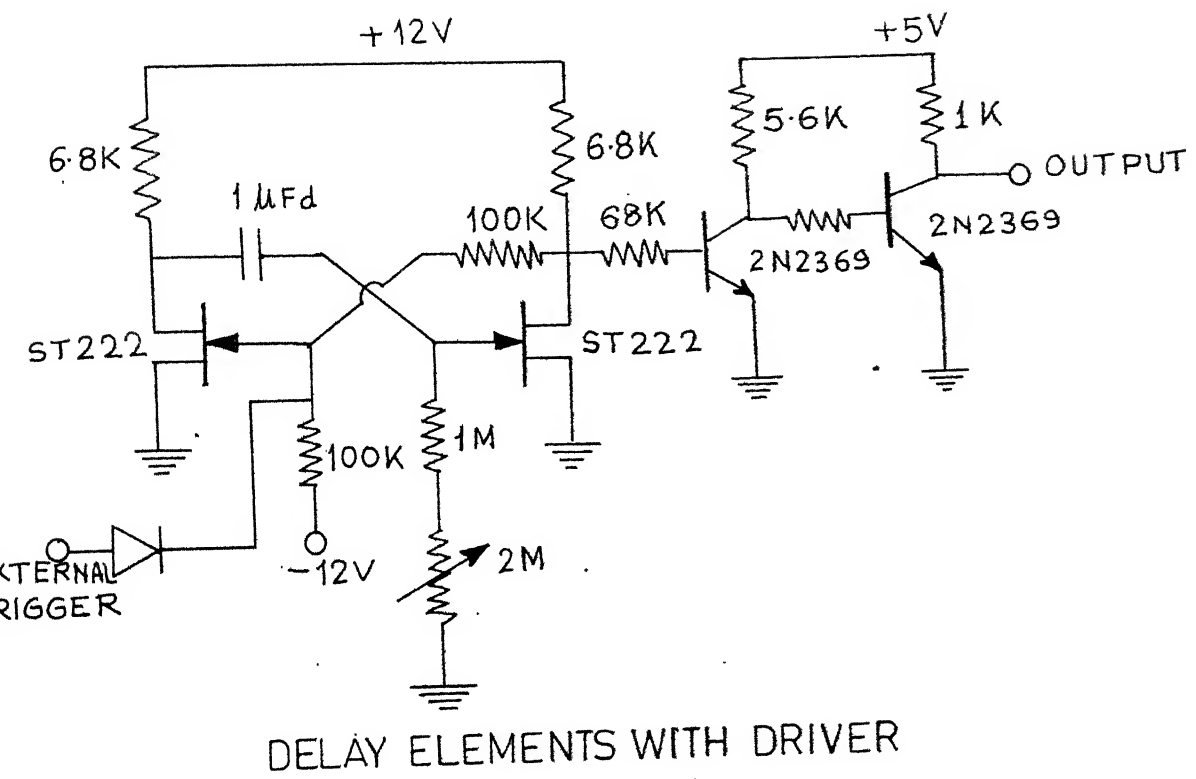 +12V
+5V
6.8K
6.8K
5.6K
1K
OUTPUT
1 µFd
100K
68K
2N2369
2N2369
ST222
ST222
100K
1M
-12V
2M
XTERNAL
RIGGER
DELAY ELEMENTS WITH DRIVER